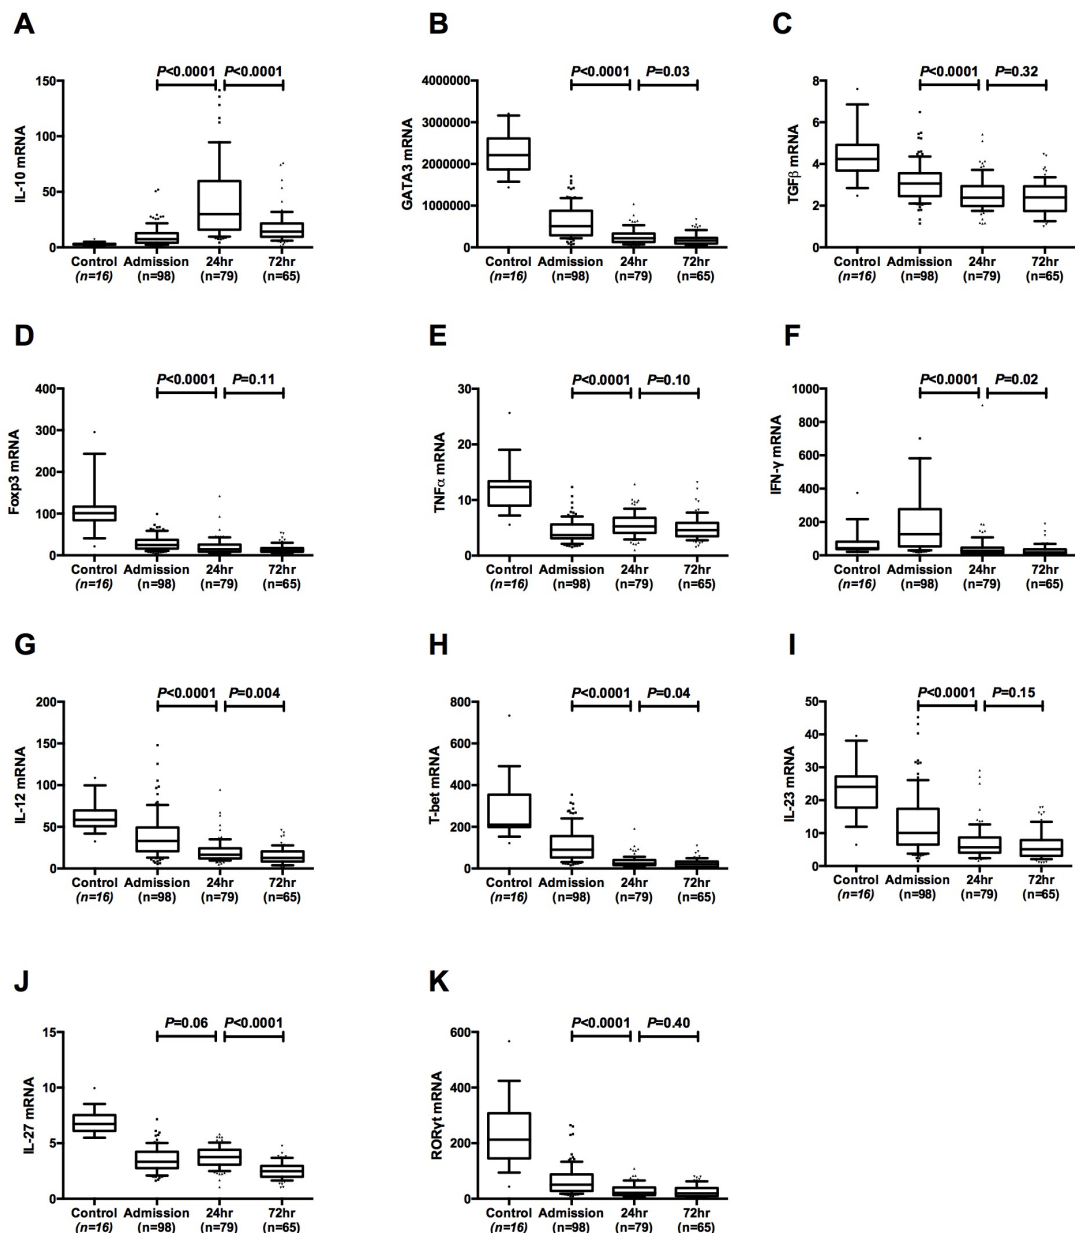 A
P<0.0001 P<0.0001
150
100
50
0
IL-10 mRNA
Control Admission 24hr 72hr
(n=16) (n=98) (n=79) (n=65)
B
P<0.0001 P=0.03
4000000
3000000
2000000
1000000
0
GATA3 mRNA
Control Admission 24hr 72hr
(n=16) (n=98) (n=79) (n=65)
C
P<0.0001 P=0.32
8
6
4
2
0
TGFβ mRNA
Control Admission 24hr 72hr
(n=16) (n=98) (n=79) (n=65)
D
P<0.0001 P=0.11
400
300
200
100
0
Foxp3 mRNA
Control Admission 24hr 72hr
(n=16) (n=98) (n=79) (n=65)
E
P<0.0001 P=0.10
30
20
10
0
TNFα mRNA
Control Admission 24hr 72hr
(n=16) (n=98) (n=79) (n=65)
F
P<0.0001 P=0.02
1000
800
600
400
200
0
IFN-γ mRNA
Control Admission 24hr 72hr
(n=16) (n=98) (n=79) (n=65)
G
P<0.0001 P=0.004
200
150
100
50
0
IL-12 mRNA
Control Admission 24hr 72hr
(n=16) (n=98) (n=79) (n=65)
H
P<0.0001 P=0.04
800
600
400
200
0
T-bet mRNA
Control Admission 24hr 72hr
(n=16) (n=98) (n=79) (n=65)
I
P<0.0001 P=0.15
50
40
30
20
10
0
IL-23 mRNA
Control Admission 24hr 72hr
(n=16) (n=98) (n=79) (n=65)
J
P=0.06 P<0.0001
15
10
5
0
IL-27 mRNA
Control Admission 24hr 72hr
(n=16) (n=98) (n=79) (n=65)
K
P<0.0001 P=0.40
600
400
200
0
RORγt mRNA
Control Admission 24hr 72hr
(n=16) (n=98) (n=79) (n=65)